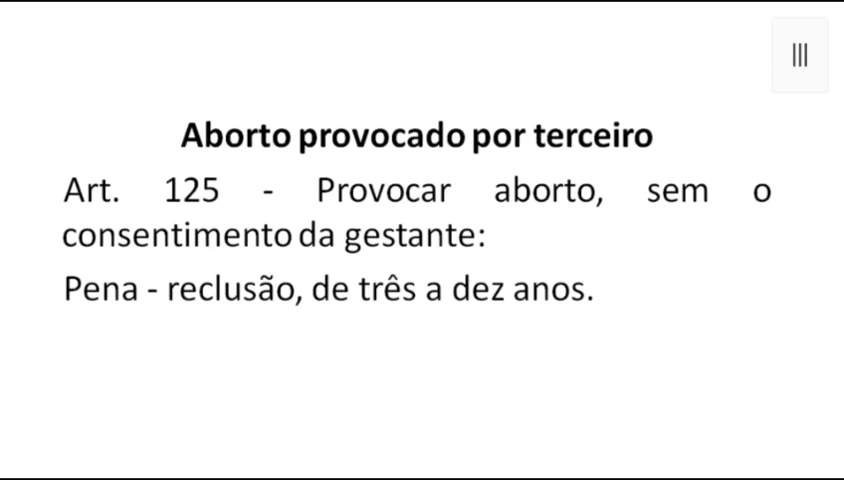 Aborto provocado por terceiro
Art. 125 - Provocar aborto, sem o
consentimento da gestante:
Pena - reclusão, de três a dez anos.